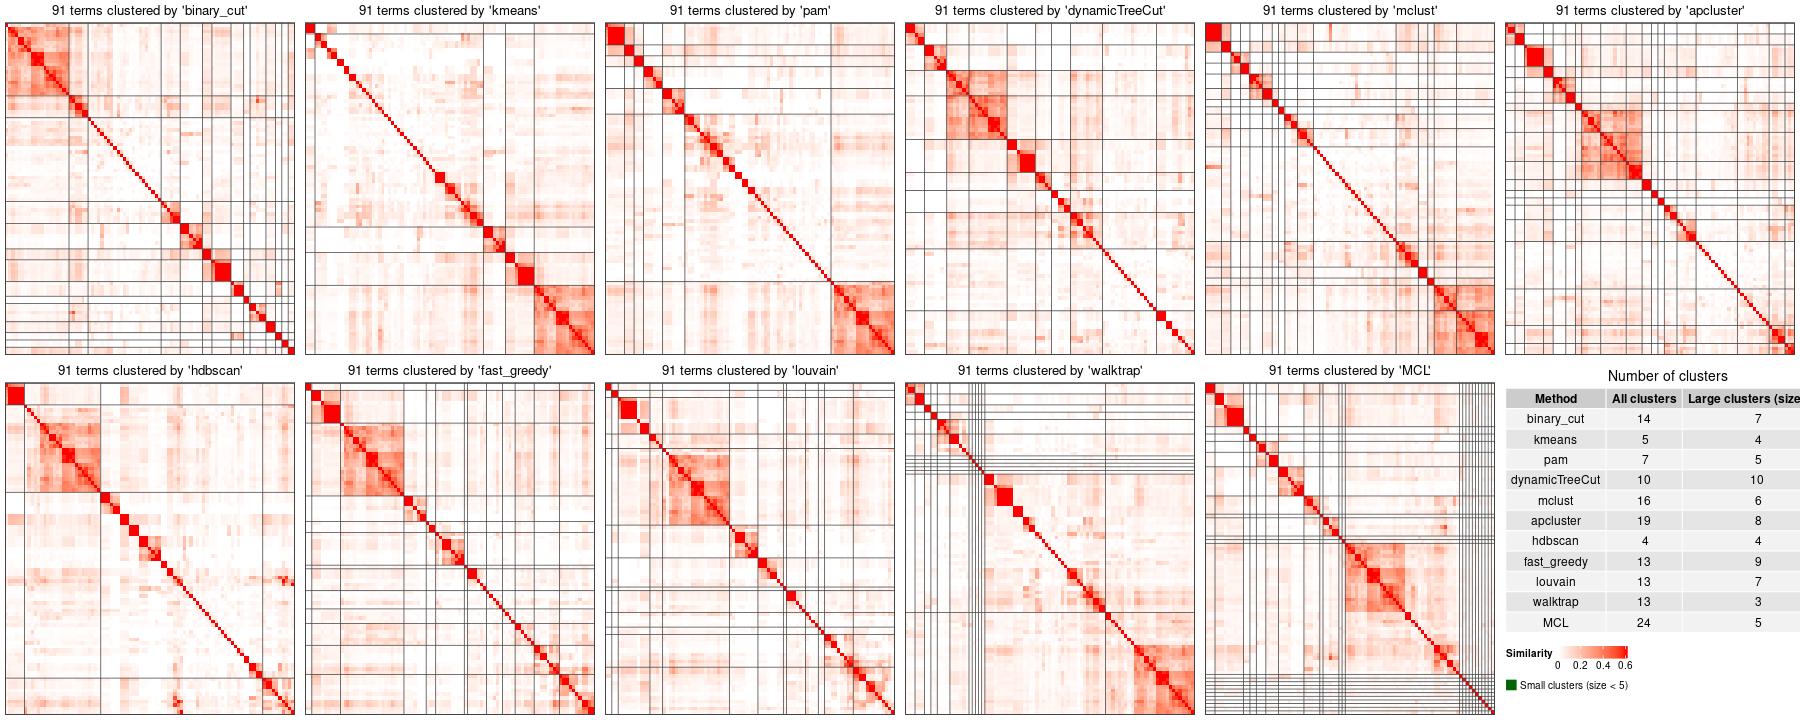 91 terms clustered by 'binary_cut'
91 terms clustered by 'kmeans'
91 terms clustered by 'pam'
91 terms clustered by 'dynamicTreeCut'
91 terms clustered by 'mclust'
91 terms clustered by 'apcluster'
91 terms clustered by 'hdbscan'
91 terms clustered by 'fast_greedy'
91 terms clustered by 'louvain'
91 terms clustered by 'walktrap'
91 terms clustered by 'MCL'
Number of clusters
Method All clusters Large clusters (size
binary_cut 14 7
kmeans 5 4
pam 7 5
dynamicTreeCut 10 10
mclust 16 6
apcluster 19 8
hdbscan 4 4
fast_greedy 13 9
louvain 13 7
walktrap 13 3
MCL 24 5
Similarity
0 0.2 0.4 0.6
Small clusters (size < 5)